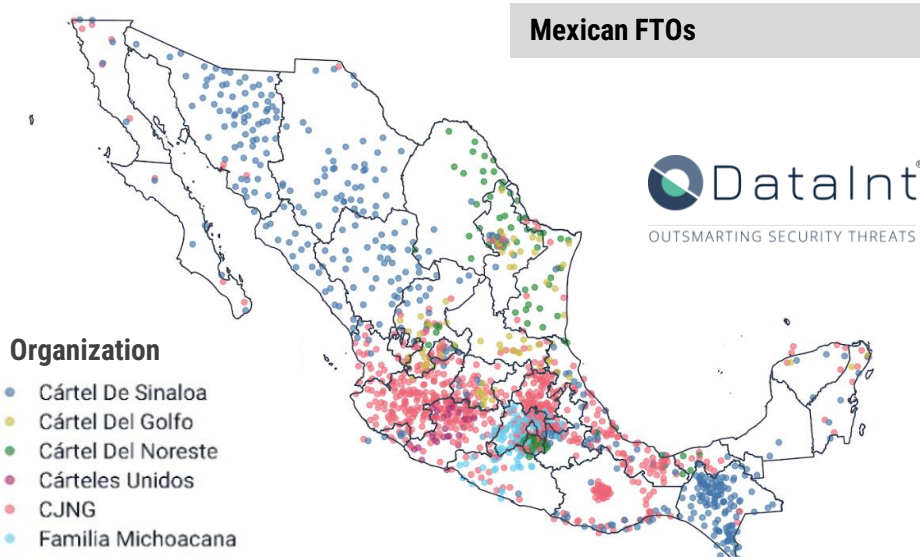 Mexican FTOs
DataInt®
OUTSMARTING SECURITY THREATS
Organization
Cártel De Sinaloa
Cártel Del Golfo
Cártel Del Noreste
Cárteles Unidos
CJNG
Familia Michoacana